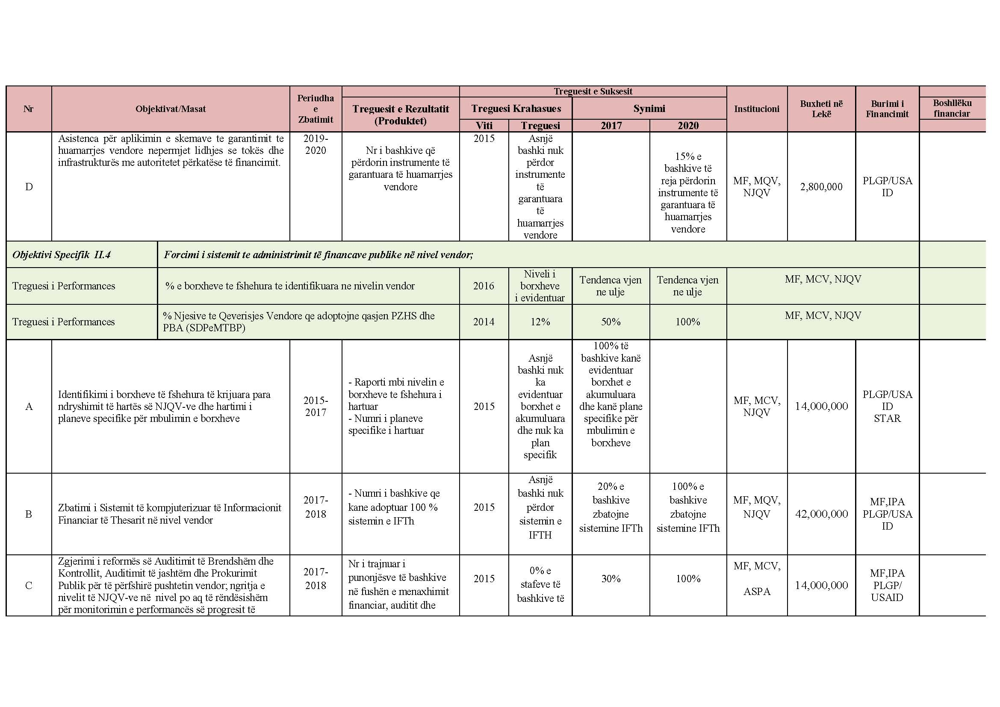 Nr
Objektivat/Masat
Periudha
e
Zbatimit
Treguesit e Suksesit
Treguesit e Rezultatit
(Produktet)
Treguesi Krahasues
Synimi
Viti
Treguesi
2017
2020
Institucioni
Buxheti në
Lekë
Burimi i
Financimit
Boshllëku
financiar
D
Asistenca për aplikimin e skemave te garantimit te
huamarrjes vendore nepermjet lidhjes se tokës dhe
infrastrukturës me autoritetet përkatëse të financimit.
2019-
2020
Nr i bashkive që
përdorin instrumente të
garantuara të huamarrjes
vendore
2015
Asnjë
bashki nuk
përdor
instrumente
të
garantuara
të
huamarrjes
vendore
15% e
bashkive të
reja përdorin
instrumente të
garantuara të
huamarrjes
vendore
MF, MQV,
NJQV
2,800,000
PLGP/USA
ID
Objektivi Specifik  II.4
Forcimi i sistemit te administrimit të financave publike në nivel vendor;
Treguesi i Performances
% e borxheve te fshehura te identifikuara ne nivelin vendor
2016
Niveli i
borxheve
i evidentuar
Tendenca vjen
ne ulje
Tendenca vjen
ne ulje
MF, MCV, NJQV
Treguesi i Performances
% Njesive te Qeverisjes Vendore qe adoptojne qasjen PZHS dhe
PBA (SDPeMTBP)
2014
12%
50%
100%
MF, MCV, NJQV
A
Identifikimi i borxheve të fshehura të krijuara para
ndryshimit të hartës së NJQV-ve dhe hartimi i
planeve specifike për mbulimin e borxheve
2015-
2017
- Raporti mbi nivelin e
borxheve te fshehura i
hartuar
- Numri i planeve
specifike i hartuar
2015
Asnjë
bashki nuk
ka
evidentuar
borxhet e
akumuluara
dhe nuk ka
plan
specifik
100% të
bashkive kanë
evidentuar
borxhet e
akumuluara
dhe kanë plane
specifike për
mbulimin e
borxheve
MF, MCV,
NJQV
14,000,000
PLGP/USA
ID
STAR
B
Zbatimi i Sistemit të kompjuterizuar të Informacionit
Financiar të Thesarit në nivel vendor
2017-
2018
- Numri i bashkive qe
kane adoptuar 100 %
sistemin e IFTh
2015
Asnjë
bashki nuk
përdor
sistemin e
IFTH
20% e
bashkive
zbatojne
sistemine IFTh
100% e
bashkive
zbatojne
sistemine IFTh
MF, MQV,
NJQV
42,000,000
MF,IPA
PLGP/USA
ID
C
Zgjerimi i reformës së Auditimit të Brendshëm dhe
Kontrollit, Auditimit të jashtëm dhe Prokurimit
Publik për të përfshirë pushtetin vendor; ngritja e
nivelit të NJQV-ve në  nivel po aq të rëndësishëm
për monitorimin e performancës së progresit të
2017-
2018
Nr i trajnuar i
punonjësve të bashkive
në fushën e menaxhimit
financiar, auditit dhe
2015
0% e
stafeve të
bashkive të
30%
100%
MF, MCV,
ASPA
14,000,000
MF,IPA
PLGP/
USAID